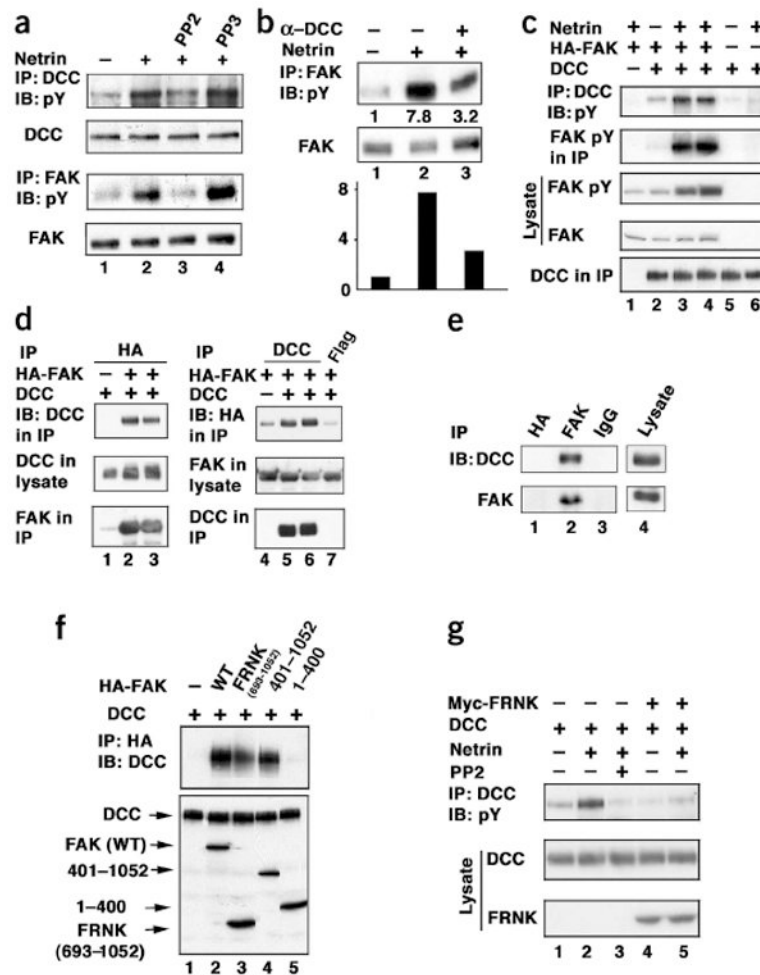 a
PP2
PP3
Netrin − + + +
IP: DCC
IB: pY
DCC
IP: FAK
IB: pY
FAK
1 2 3 4
b
α−DCC − − +
Netrin − + +
IP: FAK
IB: pY
1 7.8 3.2
FAK
1 2 3
8
4
0
c
Netrin + − + + − +
HA-FAK + + + + − −
DCC − + + + + +
IP: DCC
IB: pY
FAK pY
in IP
FAK pY
Lysate
FAK
DCC in IP
1 2 3 4 5 6
d
IP HA
HA-FAK − + +
DCC + + +
IB: DCC
in IP
DCC in
lysate
FAK in
IP
1 2 3
IP DCC Flag
HA-FAK + + + +
DCC − + + +
IB: HA
in IP
FAK in
lysate
DCC in
IP
4 5 6 7
e
IP HA FAK IgG Lysate
IB:DCC
FAK
1 2 3 4
f
HA-FAK − WT FRNK (693-1052) 401–1052 1–400
DCC + + + + +
IP: HA
IB: DCC
DCC
FAK (WT)
401–1052
1–400
FRNK
(693-1052)
1 2 3 4 5
g
Myc-FRNK − − − + +
DCC + + + + +
Netrin − + + − +
PP2 +
IP: DCC
IB: pY
DCC
Lysate
FRNK
1 2 3 4 5